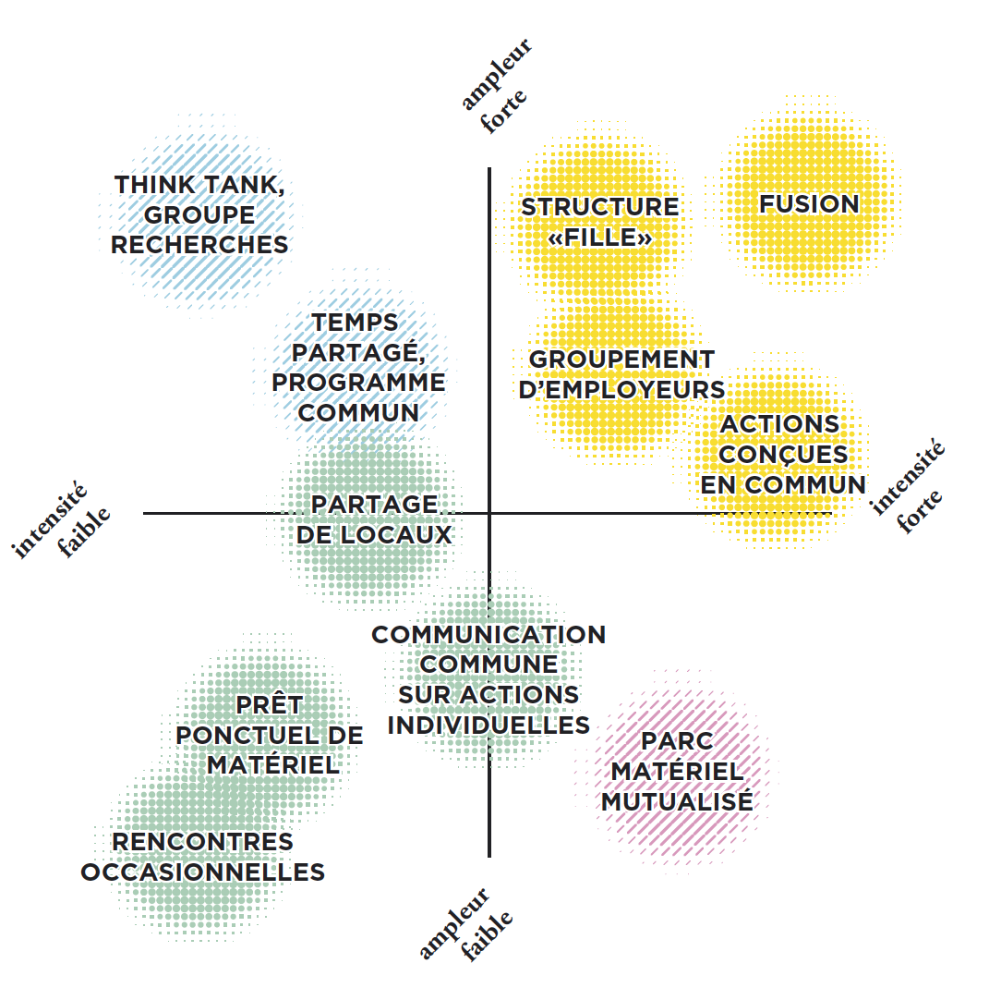 ampleur
forte
THINK TANK,
GROUPE
RECHERCHES
STRUCTURE
«FILLE»
FUSION
TEMPS
PARTAGÉ,
PROGRAMME
COMMUN
GROUPEMENT
D’EMPLOYEURS
ACTIONS
CONÇUES
EN COMMUN
intensité
faible
intensité
forte
PARTAGE
DE LOCAUX
COMMUNICATION
COMMUNE
SUR ACTIONS
INDIVIDUELLES
PRÊT
PONCTUEL DE
MATÉRIEL
PARC
MATÉRIEL
MUTUALISÉ
RENCONTRES
OCCASIONNELLES
ampleur
faible